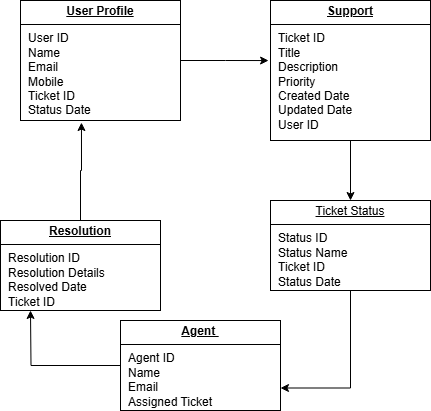 User Profile
User ID
Name
Email
Mobile
Ticket ID
Status Date
Support
Ticket ID
Title
Description
Priority
Created Date
Updated Date
User ID
Ticket Status
Status ID
Status Name
Ticket ID
Status Date
Resolution
Resolution ID
Resolution Details
Resolved Date
Ticket ID
Agent
Agent ID
Name
Email
Assigned Ticket